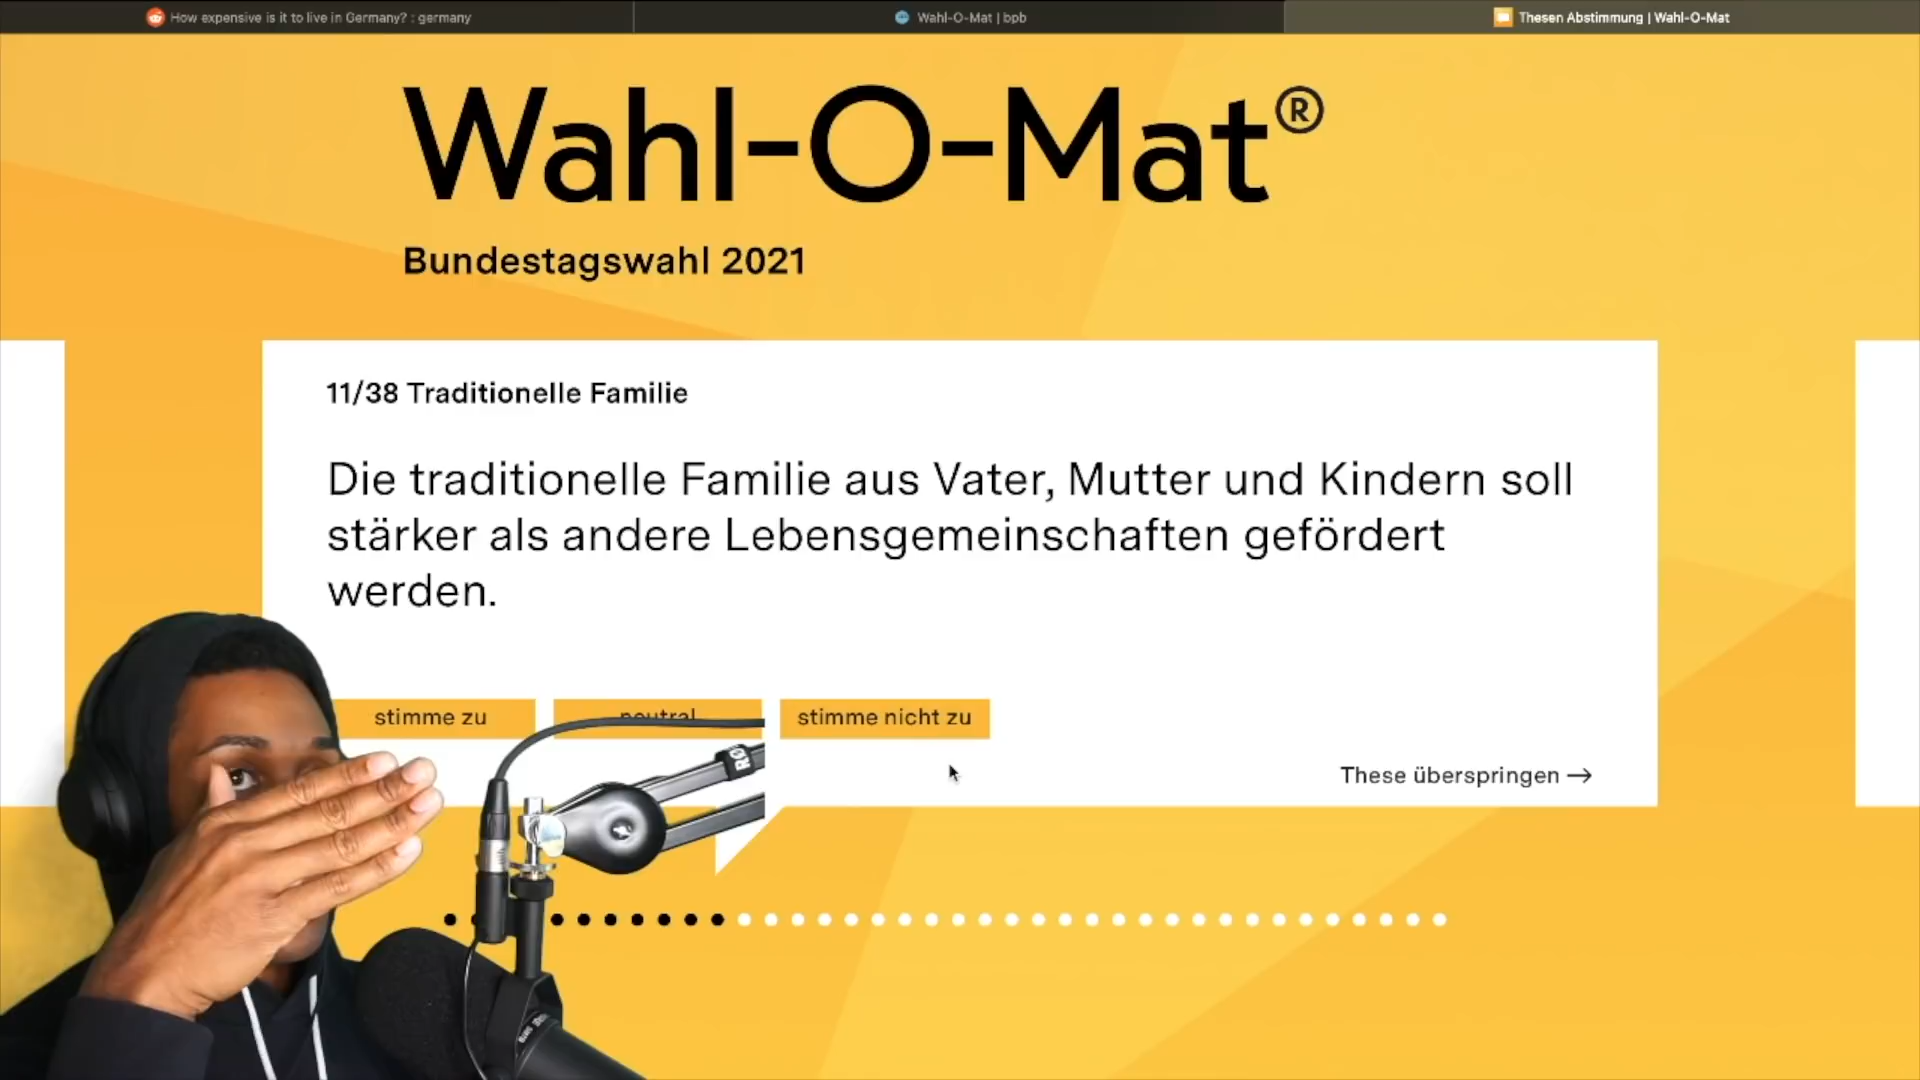 How expensive is it to live in Germany? : germany
Wahl-O-Mat | bpb
Thesen Abstimmung | Wahl-O-Mat
Wahl-O-Mat®
Bundestagswahl 2021
11/38 Traditionelle Familie
Die traditionelle Familie aus Vater, Mutter und Kindern soll
stärker als andere Lebensgemeinschaften gefördert
werden.
stimme zu
neutral
stimme nicht zu
These überspringen →